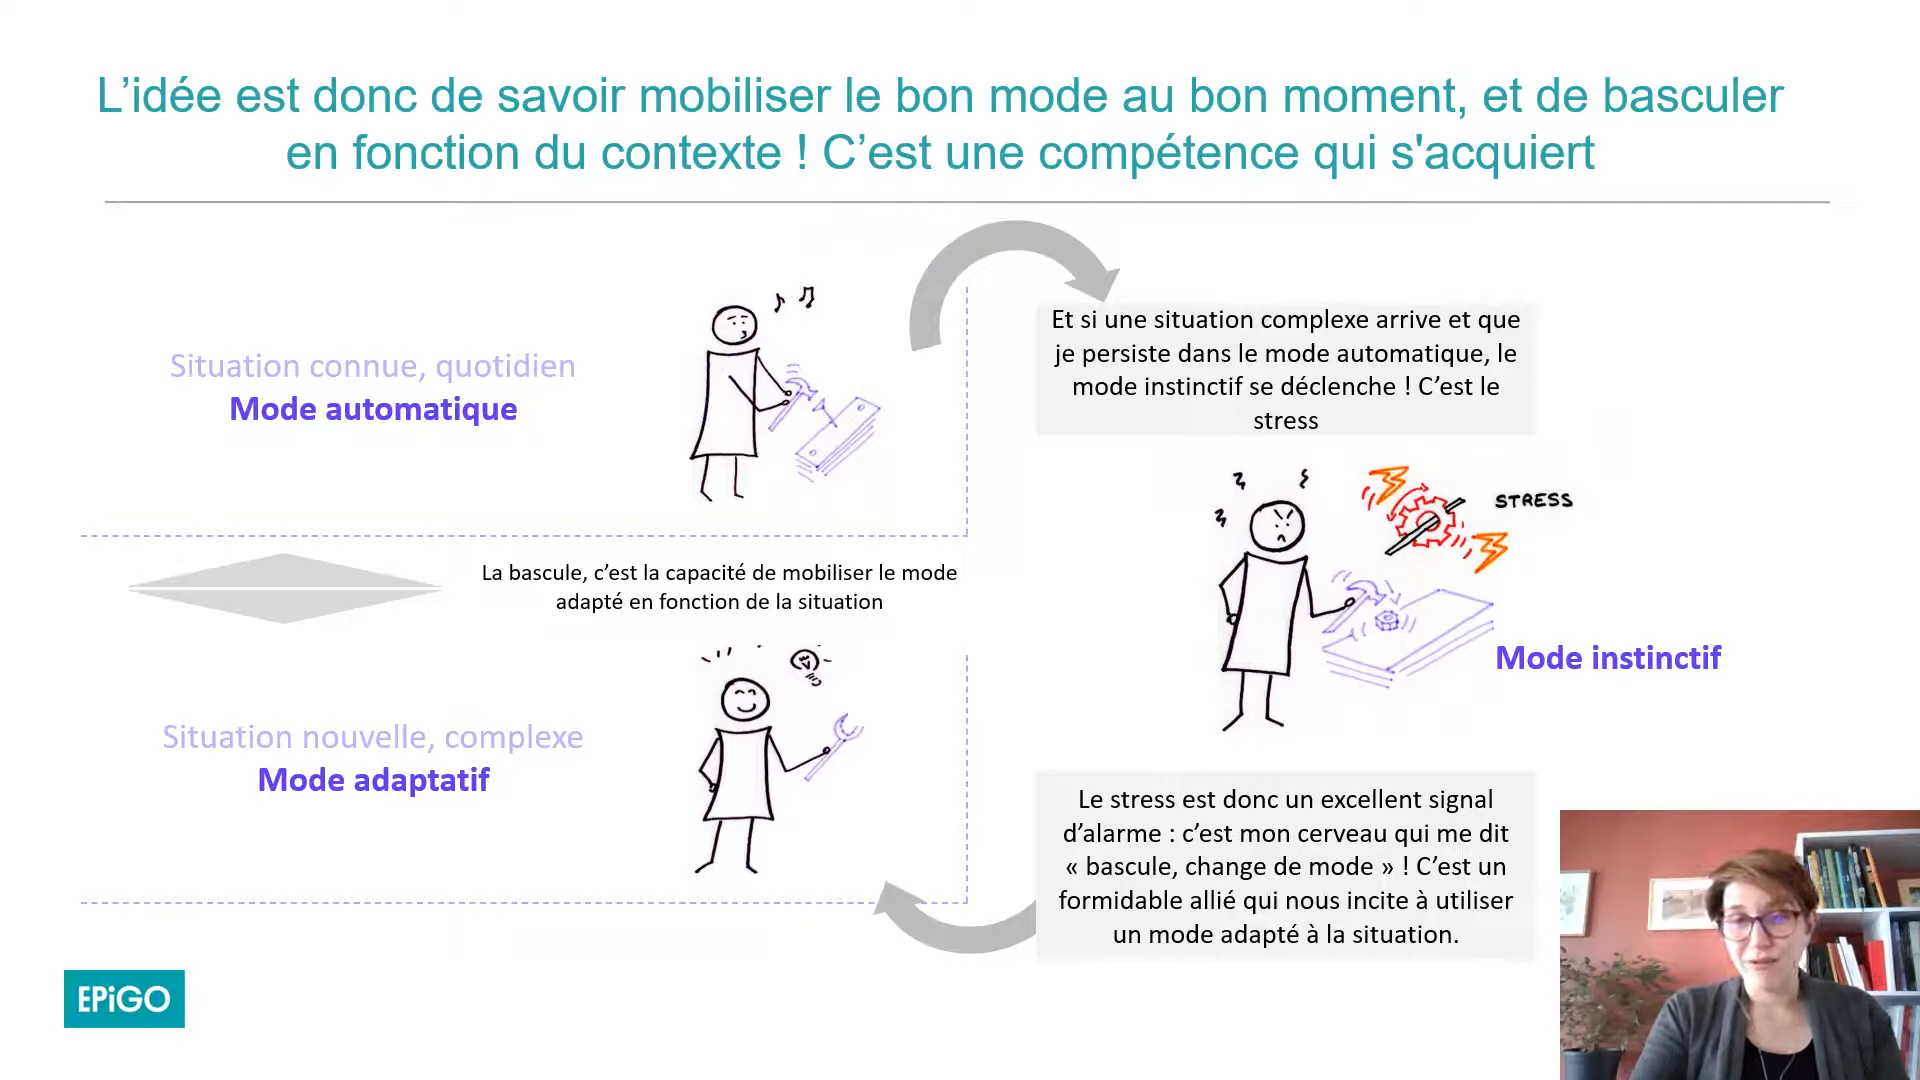 L’idée est donc de savoir mobiliser le bon mode au bon moment, et de basculer
en fonction du contexte ! C’est une compétence qui s'acquiert
Situation connue, quotidien
Mode automatique
Et si une situation complexe arrive et que
je persiste dans le mode automatique, le
mode instinctif se déclenche ! C’est le
stress
STRESS
La bascule, c’est la capacité de mobiliser le mode
adapté en fonction de la situation
Mode instinctif
Situation nouvelle, complexe
Mode adaptatif
Le stress est donc un excellent signal
d’alarme : c’est mon cerveau qui me dit
« bascule, change de mode » ! C’est un
formidable allié qui nous incite à utiliser
un mode adapté à la situation.
EPiGO